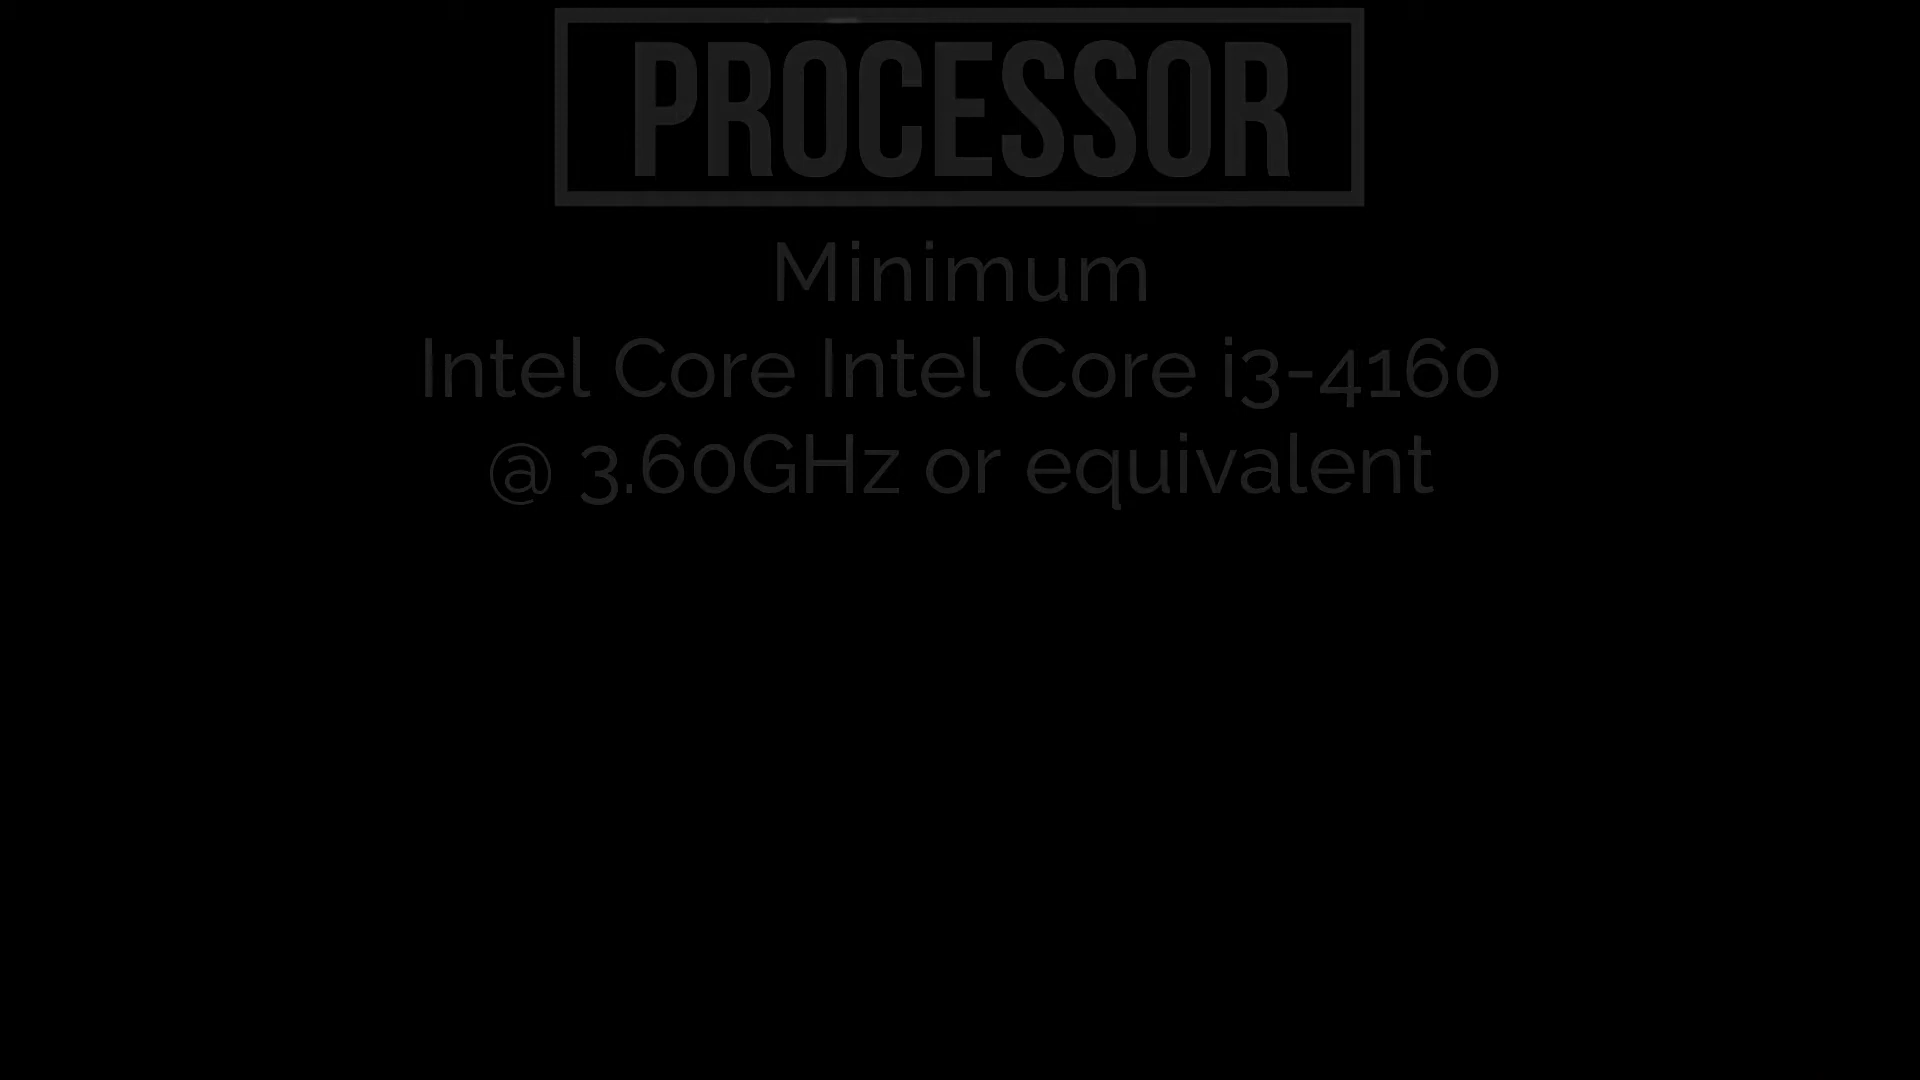 PROCESSOR
Minimum
Intel Core Intel Core i3-4160
@ 3.60GHz or equivalent